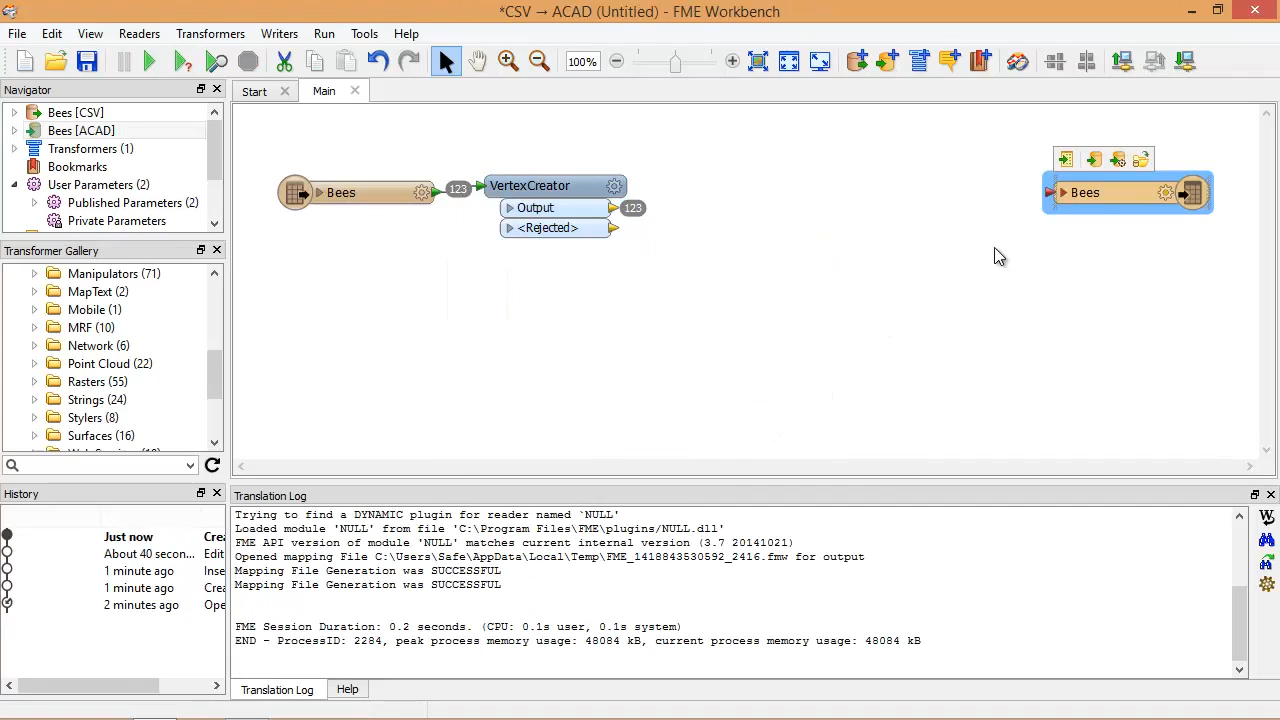 *CSV → ACAD (Untitled) - FME Workbench
File Edit View Readers Transformers Writers Run Tools Help
100%
Navigator
Bees [CSV]
Bees [ACAD]
Transformers (1)
Bookmarks
User Parameters (2)
Published Parameters (2)
Private Parameters
Start Main
Bees
123
VertexCreator
Output
123
<Rejected>
Bees
Transformer Gallery
Manipulators (71)
MapText (2)
Mobile (1)
MRF (10)
Network (6)
Point Cloud (22)
Rasters (55)
Strings (24)
Stylers (8)
Surfaces (16)
History
Just now Crea
About 40 secon... Edit
1 minute ago Inse
1 minute ago Crea
2 minutes ago Ope
Translation Log
Trying to find a DYNAMIC plugin for reader named `NULL'
Loaded module 'NULL' from file 'C:\Program Files\FME\plugins/NULL.dll'
FME API version of module 'NULL' matches current internal version (3.7 20141021)
Opened mapping File C:\Users\Safe\AppData\Local\Temp\FME_1418843530592_2416.fmw for output
Mapping File Generation was SUCCESSFUL
Mapping File Generation was SUCCESSFUL
FME Session Duration: 0.2 seconds. (CPU: 0.1s user, 0.1s system)
END - ProcessID: 2284, peak process memory usage: 48084 kB, current process memory usage: 48084 kB
Translation Log Help